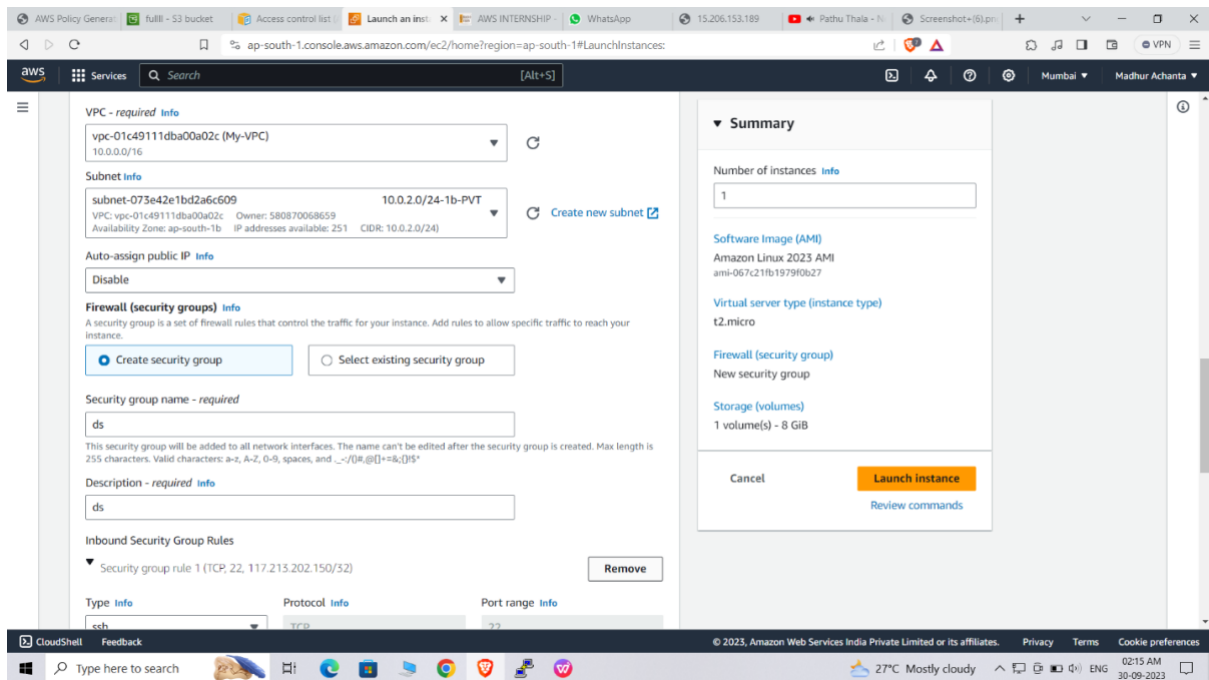 AWS Policy Genera
fullll - S3 bucket
Access control list
Launch an inst
AWS INTERNSHIP -
WhatsApp
15.206.153.189
Pathu Thala - N
Screenshot+(6).pn
ap-south-1.console.aws.amazon.com/ec2/home?region=ap-south-1#LaunchInstances:
VPN
aws
Services
Search
[Alt+S]
Mumbai
Madhur Achanta
VPC - required Info
vpc-01c49111dba00a02c (My-VPC)
10.0.0.0/16
Subnet Info
subnet-073e42e1bd2a6c609 10.0.2.0/24-1b-PVT
VPC: vpc-01c49111dba00a02c Owner: 580870068659
Availability Zone: ap-south-1b IP addresses available: 251 CIDR: 10.0.2.0/24)
Create new subnet
Auto-assign public IP Info
Disable
Firewall (security groups) Info
A security group is a set of firewall rules that control the traffic for your instance. Add rules to allow specific traffic to reach your
instance.
Create security group
Select existing security group
Security group name - required
ds
This security group will be added to all network interfaces. The name can't be edited after the security group is created. Max length is
255 characters. Valid characters: a-z, A-Z, 0-9, spaces, and ._-:/()#,@[]+=&;{}!$*
Description - required Info
ds
Inbound Security Group Rules
Security group rule 1 (TCP, 22, 117.213.202.150/32)
Remove
Type Info
Protocol Info
Port range Info
ssh
TCP
22
Summary
Number of instances Info
1
Software Image (AMI)
Amazon Linux 2023 AMI
ami-067c21fb1979f0b27
Virtual server type (instance type)
t2.micro
Firewall (security group)
New security group
Storage (volumes)
1 volume(s) - 8 GiB
Cancel
Launch instance
Review commands
CloudShell
Feedback
© 2023, Amazon Web Services India Private Limited or its affiliates.
Privacy
Terms
Cookie preferences
Type here to search
27°C Mostly cloudy
ENG
02:15 AM
30-09-2023